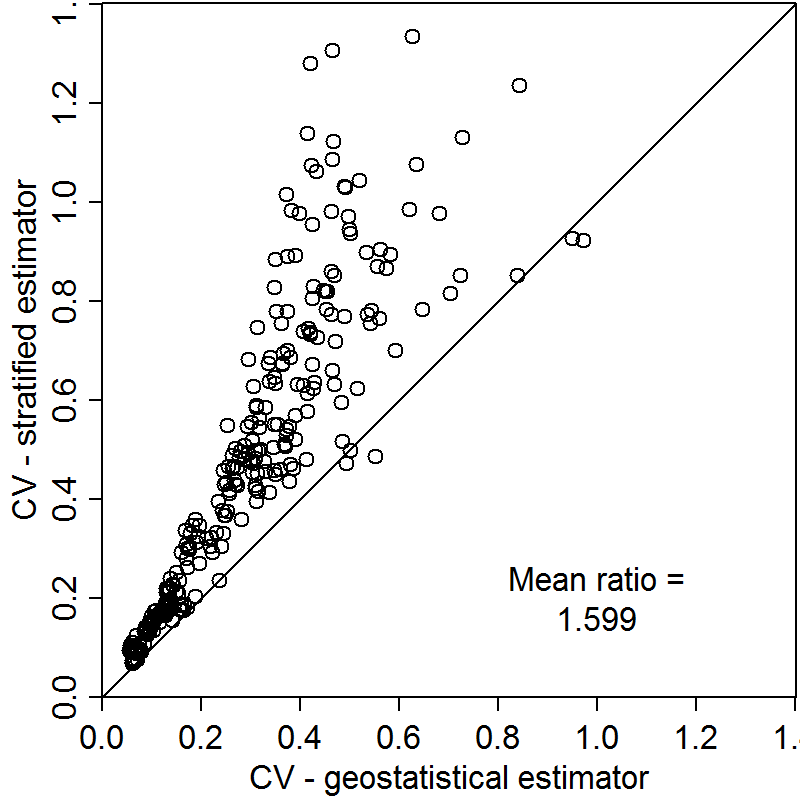 1.
1.2
1.0
0.8
0.6
0.4
0.2
0.0
CV - stratified estimator
Mean ratio =
1.599
0.0 0.2 0.4 0.6 0.8 1.0 1.2 1.
CV - geostatistical estimator